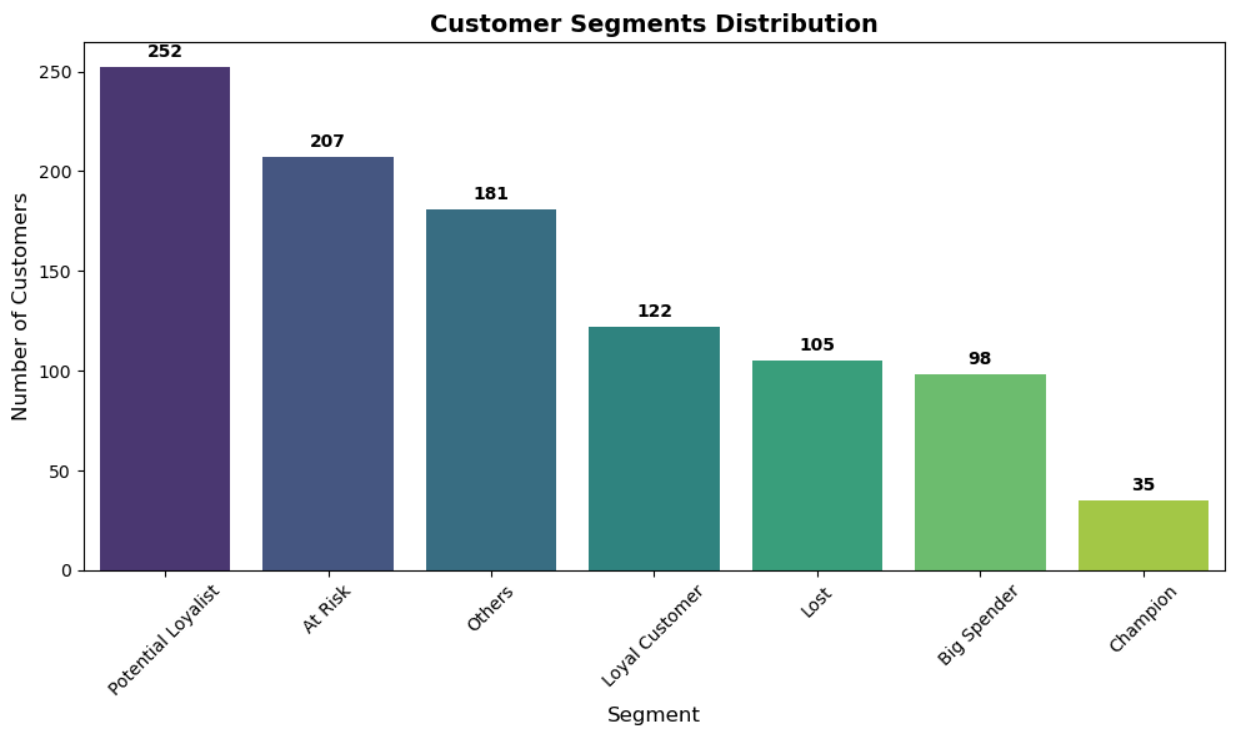 Customer Segments Distribution
Number of Customers
250
200
150
100
50
0
252
207
181
122
105
98
35
Potential Loyalist
At Risk
Others
Loyal Customer
Lost
Big Spender
Champion
Segment